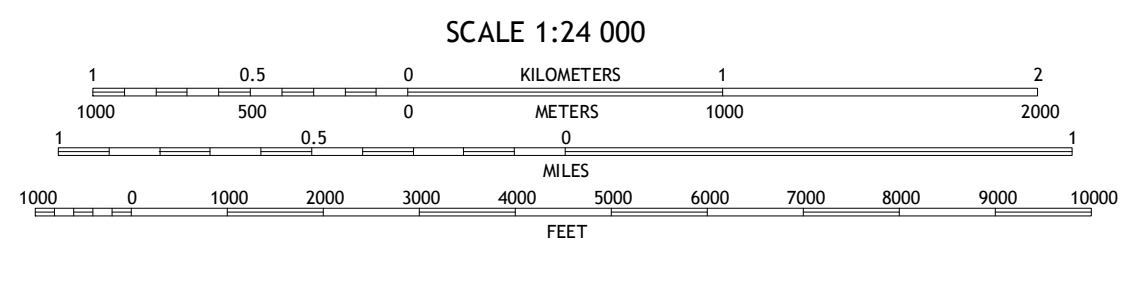 SCALE 1:24 000
1 0.5 0 KILOMETERS 1 2
1000 500 0 METERS 1000 2000
1 0.5 0 1
MILES
1000 0 1000 2000 3000 4000 5000 6000 7000 8000 9000 10000
FEET